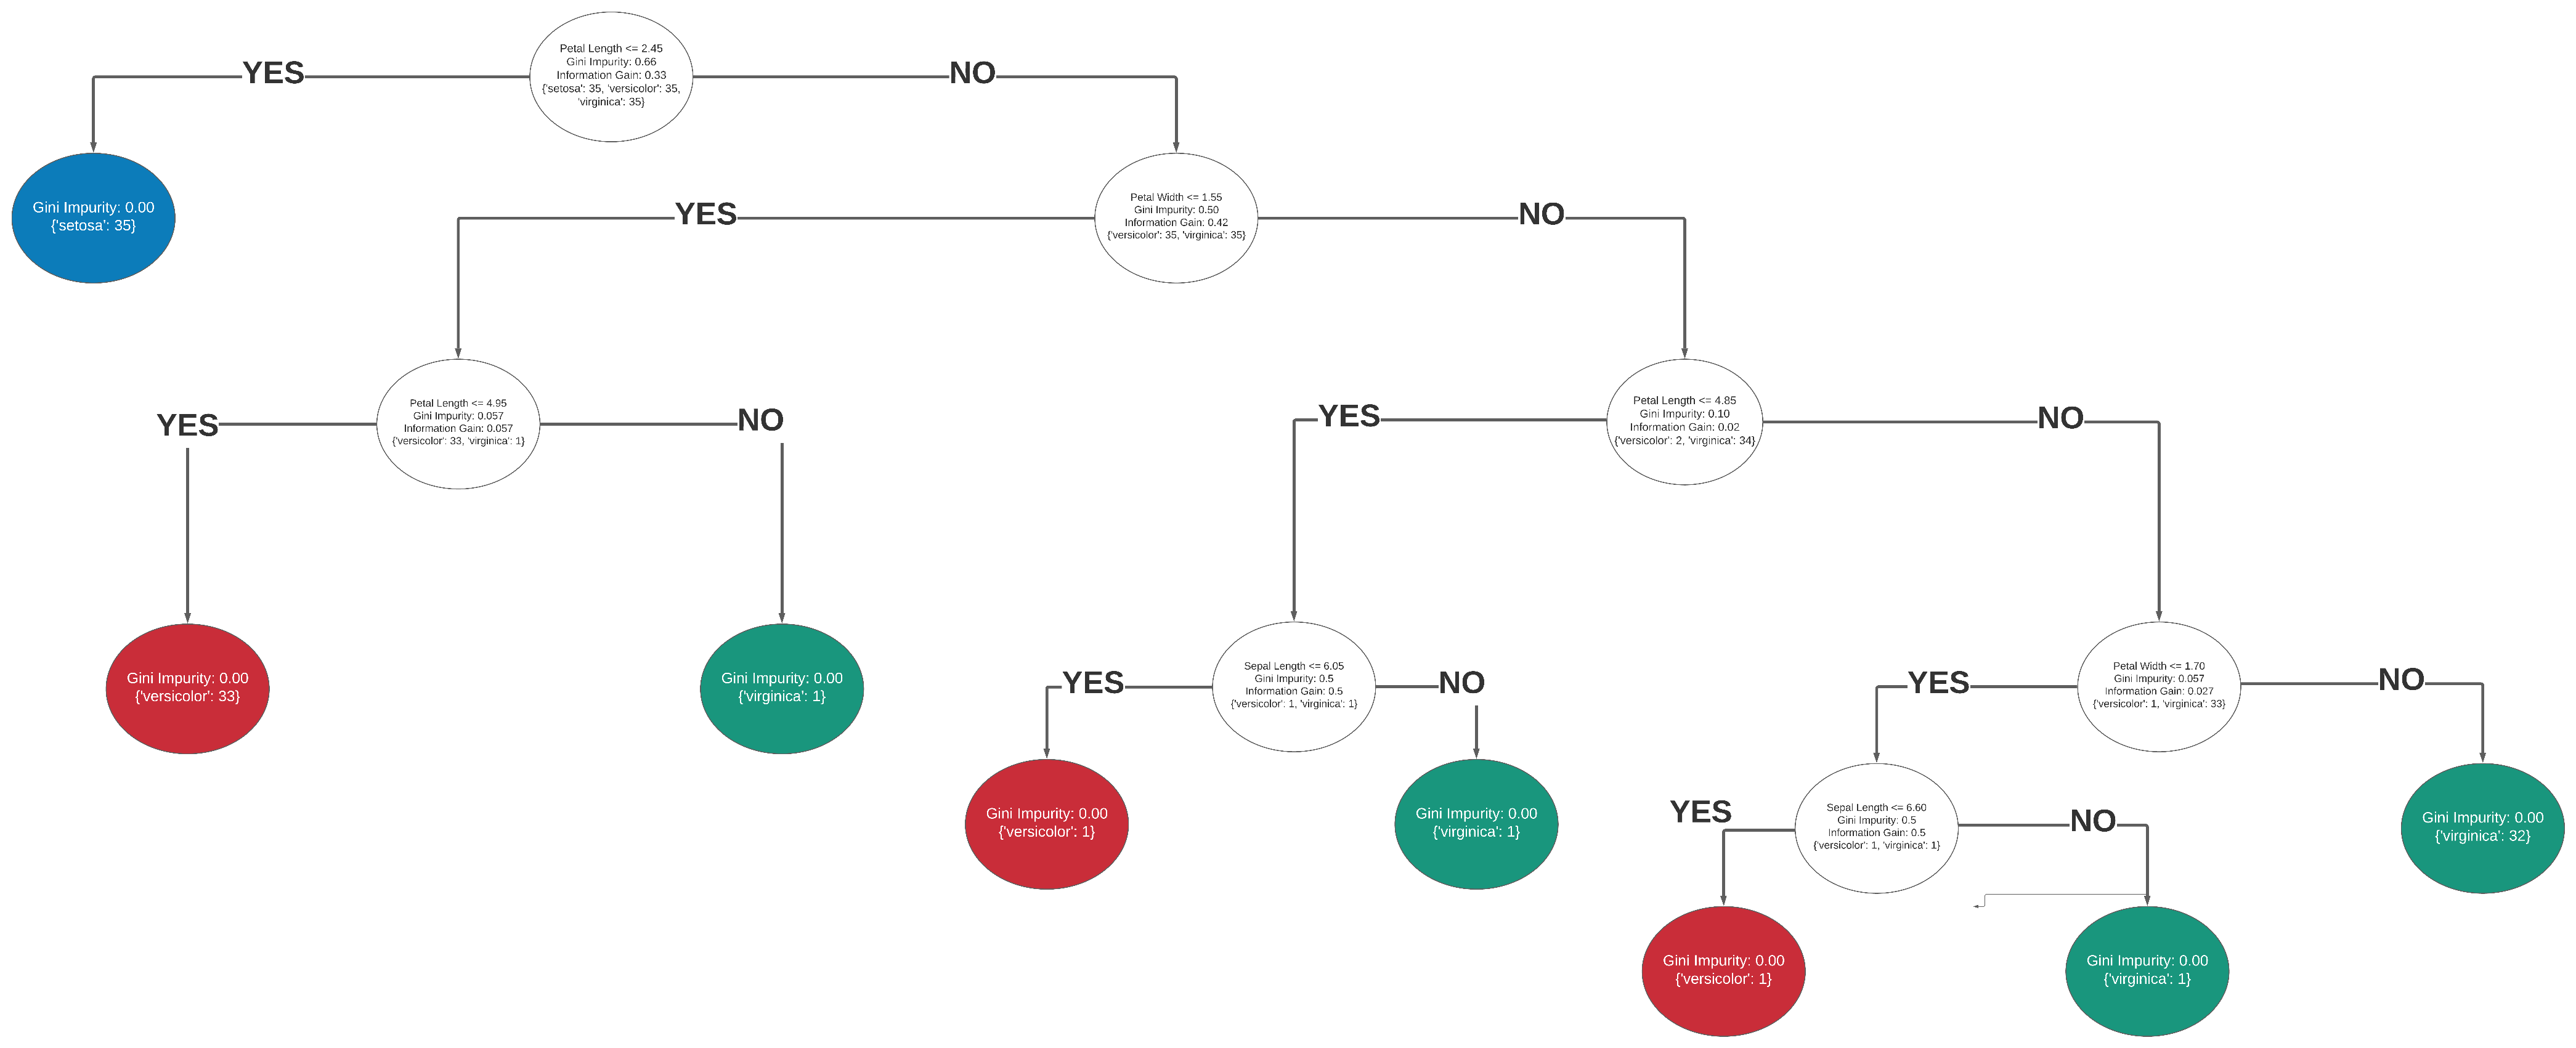 Petal Length <= 2.45
Gini Impurity: 0.66
Information Gain: 0.33
{'setosa': 35, 'versicolor': 35,
'virginica': 35}
YES
NO
Gini Impurity: 0.00
{'setosa': 35}
Petal Width <= 1.55
Gini Impurity: 0.50
Information Gain: 0.42
{'versicolor': 35, 'virginica': 35}
YES
NO
Petal Length <= 4.95
Gini Impurity: 0.057
Information Gain: 0.057
{'versicolor': 33, 'virginica': 1}
YES
NO
Petal Length <= 4.85
Gini Impurity: 0.10
Information Gain: 0.02
{'versicolor': 2, 'virginica': 34}
YES
NO
Gini Impurity: 0.00
{'versicolor': 33}
Gini Impurity: 0.00
{'virginica': 1}
Sepal Length <= 6.05
Gini Impurity: 0.5
Information Gain: 0.5
{'versicolor': 1, 'virginica': 1}
YES
NO
Petal Width <= 1.70
Gini Impurity: 0.057
Information Gain: 0.027
{'versicolor': 1, 'virginica': 33}
YES
NO
Gini Impurity: 0.00
{'versicolor': 1}
Gini Impurity: 0.00
{'virginica': 1}
Sepal Length <= 6.60
Gini Impurity: 0.5
Information Gain: 0.5
{'versicolor': 1, 'virginica': 1}
YES
NO
Gini Impurity: 0.00
{'virginica': 32}
Gini Impurity: 0.00
{'versicolor': 1}
Gini Impurity: 0.00
{'virginica': 1}